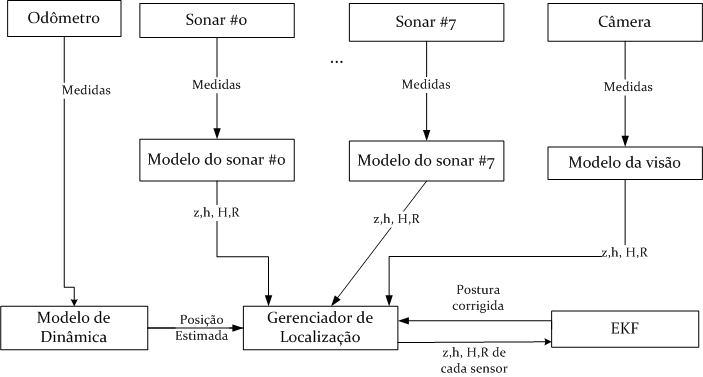 Odômetro
Sonar #0
Sonar #7
Câmera
...
Medidas
Medidas
Medidas
Medidas
Modelo do sonar #0
Modelo do sonar #7
Modelo da visão
z,h, H,R
z,h, H,R
z,h, H,R
Modelo de
Dinâmica
Posição
Estimada
Gerenciador de
Localização
Postura
corrigida
EKF
z,h, H,R de
cada sensor